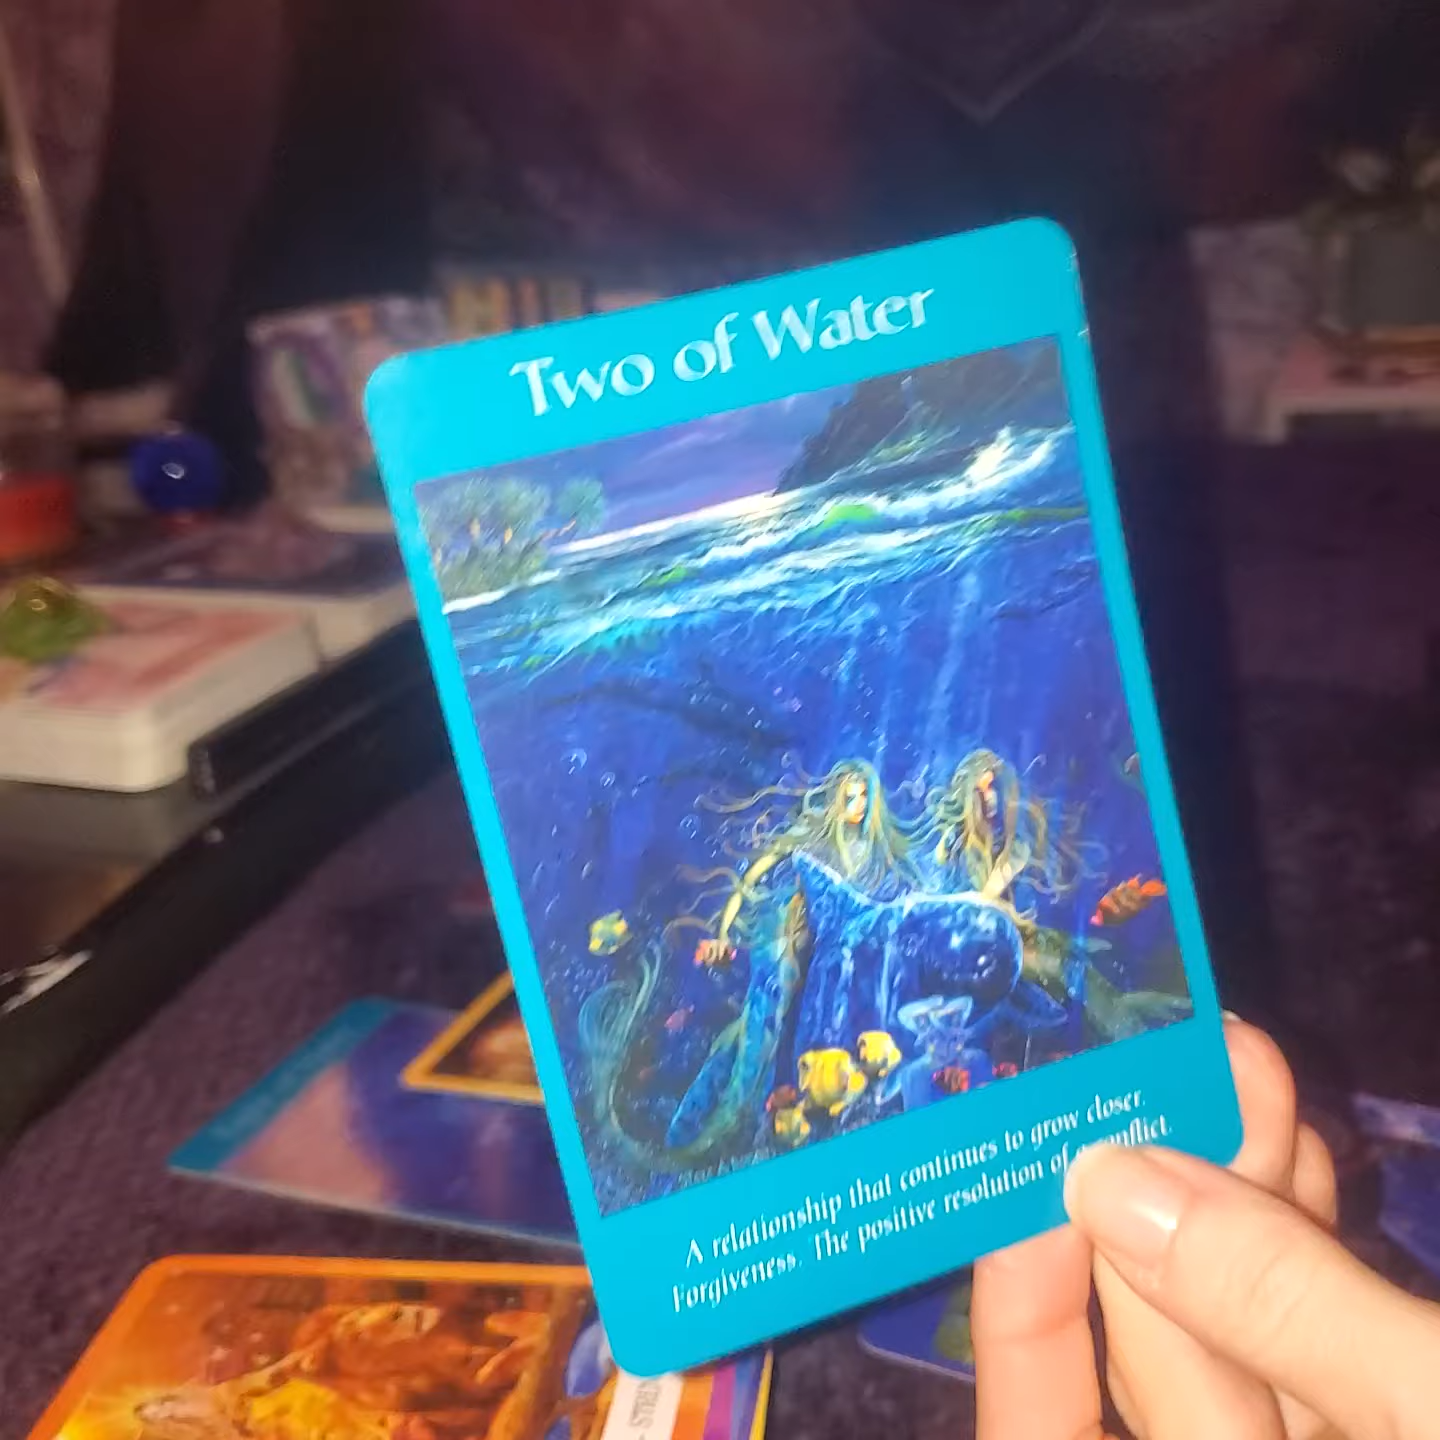 Two of Water
A relationship that continues to grow closer.
Forgiveness. The positive resolution of a conflict.